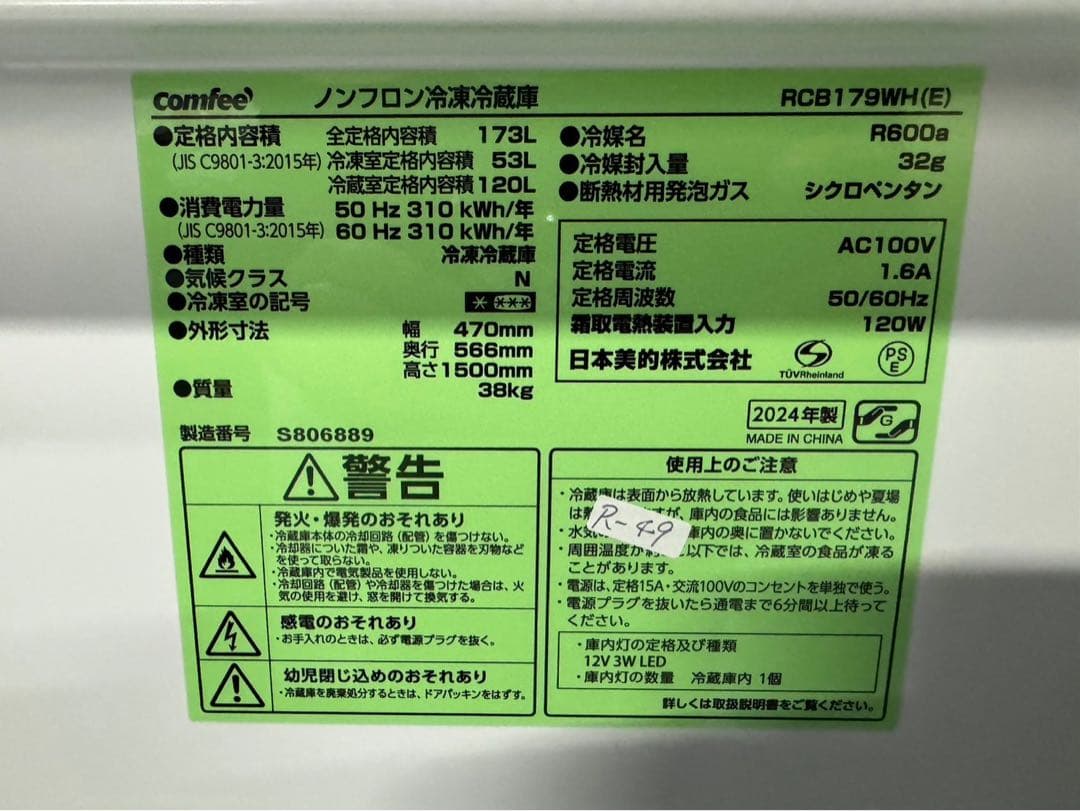 comfee' ノンフロン冷凍冷蔵庫 RCB179WH(E)
●定格内容積 全定格内容積 173L
(JIS C9801-3:2015年) 冷凍室定格内容積 53L
冷蔵室定格内容積 120L
●消費電力量 50 Hz 310 kWh/年
(JIS C9801-3:2015年) 60 Hz 310 kWh/年
●種類 冷凍冷蔵庫
●気候クラス N
●冷凍室の記号
●外形寸法 幅 470mm
奥行 566mm
高さ 1500mm
●質量 38kg
製造番号 S806889
●冷媒名 R600a
●冷媒封入量 32g
●断熱材用発泡ガス シクロペンタン
定格電圧 AC100V
定格電流 1.6A
定格周波数 50/60Hz
霜取電熱装置入力 120W
日本美的株式会社 TÜVRheinland PSE
2024年製 G
MADE IN CHINA
警告
発火・爆発のおそれあり
・冷蔵庫本体の冷却回路(配管)を傷つけない。
・冷却器についた霜や、凍りついた容器を刃物など
を使って取らない。
・冷蔵庫内で電気製品を使用しない。
・冷却回路(配管)や冷却器を傷つけた場合は、火
気の使用を避け、窓を開けて換気する。
感電のおそれあり
・お手入れのときは、必ず電源プラグを抜く。
幼児閉じ込めのおそれあり
・冷蔵庫を廃棄処分するときは、ドアパッキンをはずす。
使用上のご注意
・冷蔵庫は表面から放熱しています。使いはじめや夏場
は熱 すが、庫内の食品には影響ありません。
・水気 庫内の奥に置かないでください。
・周囲温度が 以下では、冷蔵室の食品が凍る
ことがあります。
・電源は、定格15A・交流100Vのコンセントを単独で使う。
・電源プラグを抜いたら通電まで6分間以上待って
ください。
R-49
・庫内灯の定格及び種類
12V 3W LED
・庫内灯の数量 冷蔵庫内 1個
詳しくは取扱説明書をご覧ください。